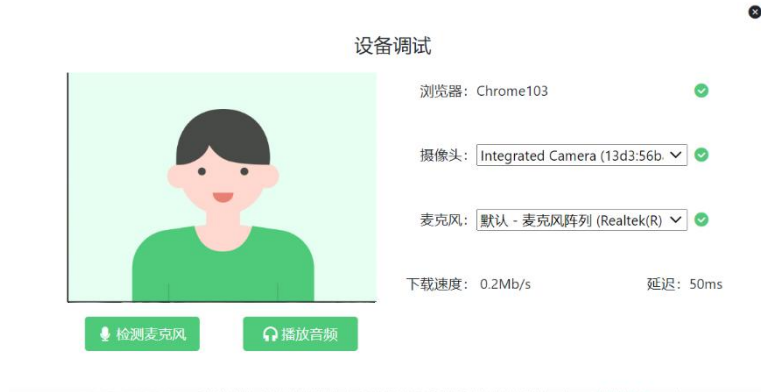 设备调试
浏览器：Chrome103
摄像头：Integrated Camera (13d3:56b
麦克风：默认 - 麦克风阵列 (Realtek(R)
下载速度：0.2Mb/s 延迟：50ms
检测麦克风 播放音频